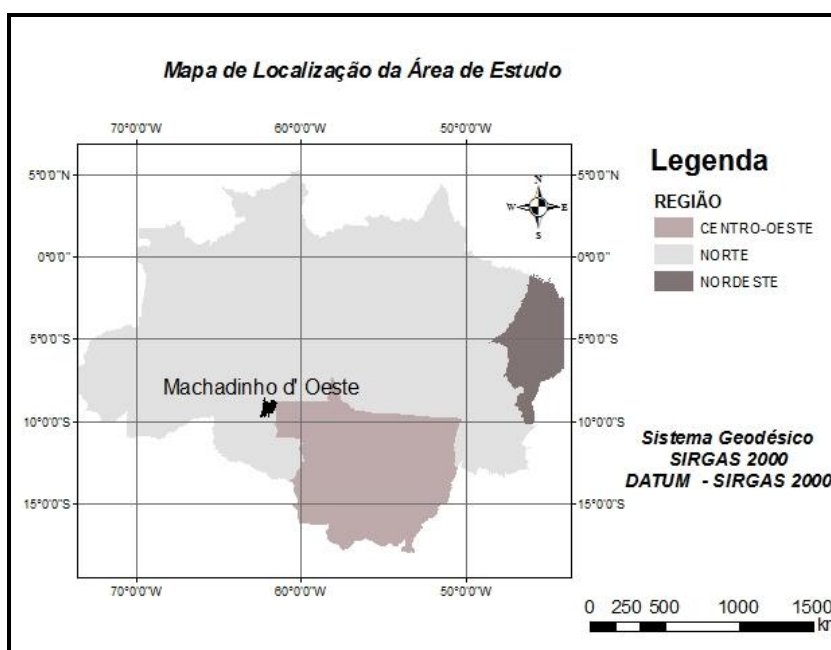 Mapa de Localização da Área de Estudo
70°0'0"W 60°0'0"W 50°0'0"W
5°0'0"N 5°0'0"N
0°0'0" 0°0'0"
5°0'0"S 5°0'0"S
10°0'0"S 10°0'0"S
15°0'0"S 15°0'0"S
70°0'0"W 60°0'0"W 50°0'0"W
Machadinho d' Oeste
N
W E
S
Legenda
REGIÃO
CENTRO-OESTE
NORTE
NORDESTE
Sistema Geodésico
SIRGAS 2000
DATUM - SIRGAS 2000
0 250 500 1000 1500
km